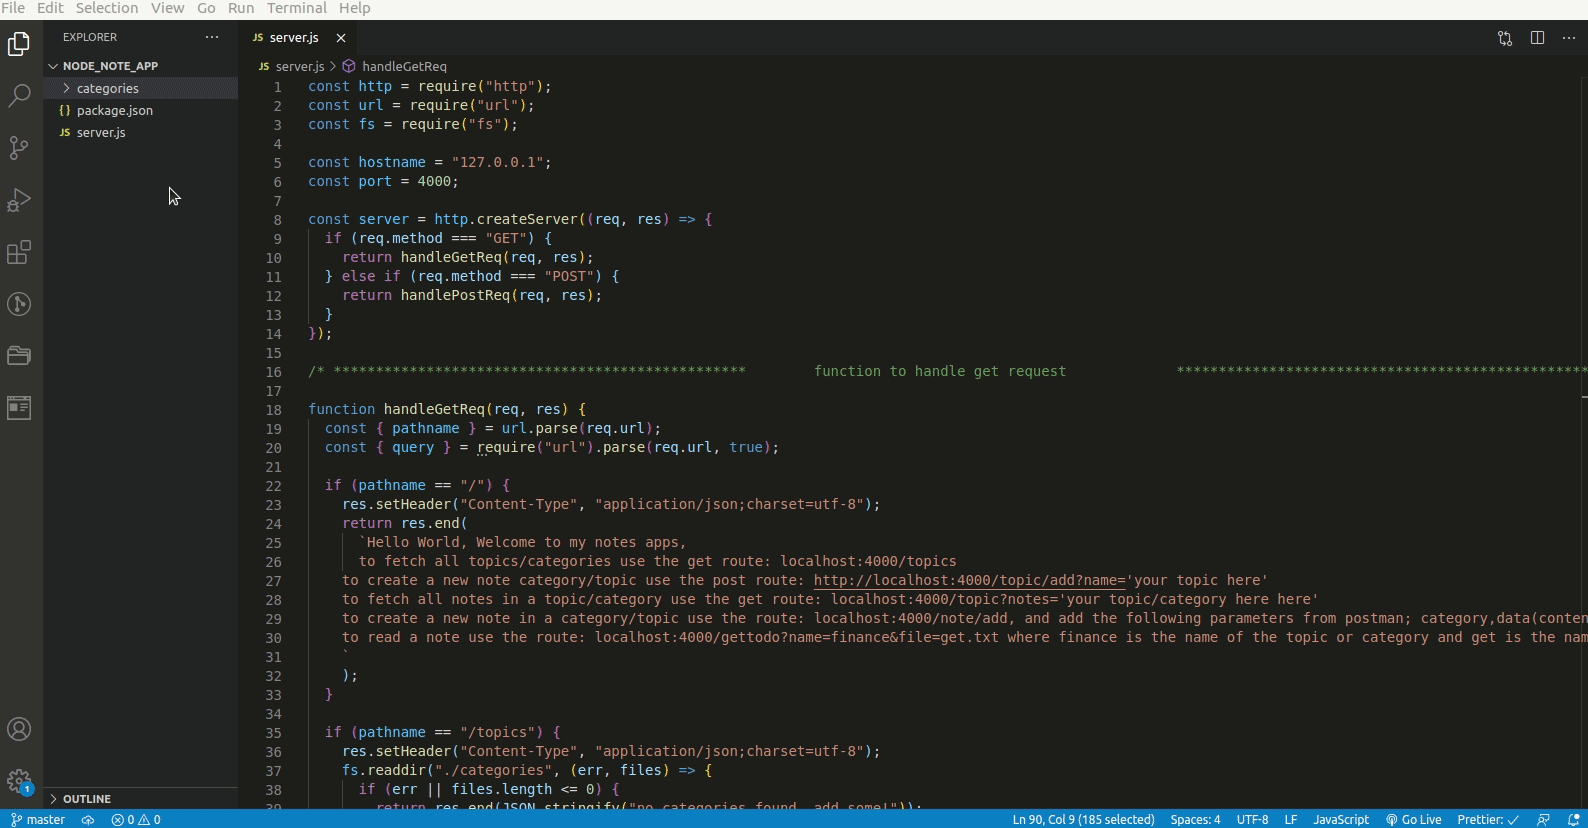 File Edit Selection View Go Run Terminal Help
EXPLORER ···
NODE_NOTE_APP
categories
{} package.json
JS server.js
OUTLINE
JS server.js ×
JS server.js > handleGetReq
1 const http = require("http");
2 const url = require("url");
3 const fs = require("fs");
4
5 const hostname = "127.0.0.1";
6 const port = 4000;
7
8 const server = http.createServer((req, res) => {
9 if (req.method === "GET") {
10 return handleGetReq(req, res);
11 } else if (req.method === "POST") {
12 return handlePostReq(req, res);
13 }
14 });
15
16 /* ************************************************* function to handle get request *************************************************
17
18 function handleGetReq(req, res) {
19 const { pathname } = url.parse(req.url);
20 const { query } = require("url").parse(req.url, true);
21
22 if (pathname == "/") {
23 res.setHeader("Content-Type", "application/json;charset=utf-8");
24 return res.end(
25 `Hello World, Welcome to my notes apps,
26 to fetch all topics/categories use the get route: localhost:4000/topics
27 to create a new note category/topic use the post route: http://localhost:4000/topic/add?name='your topic here'
28 to fetch all notes in a topic/category use the get route: localhost:4000/topic?notes='your topic/category here here'
29 to create a new note in a category/topic use the route: localhost:4000/note/add, and add the following parameters from postman; category,data(conten
30 to read a note use the route: localhost:4000/gettodo?name=finance&file=get.txt where finance is the name of the topic or category and get is the nam
31 `
32 );
33 }
34
35 if (pathname == "/topics") {
36 res.setHeader("Content-Type", "application/json;charset=utf-8");
37 fs.readdir("./categories", (err, files) => {
38 if (err || files.length <= 0) {
39 return res.end(JSON.stringify("no categories found, add some!"));
1
master 0 0 Ln 90, Col 9 (185 selected) Spaces: 4 UTF-8 LF JavaScript Go Live Prettier: ✓